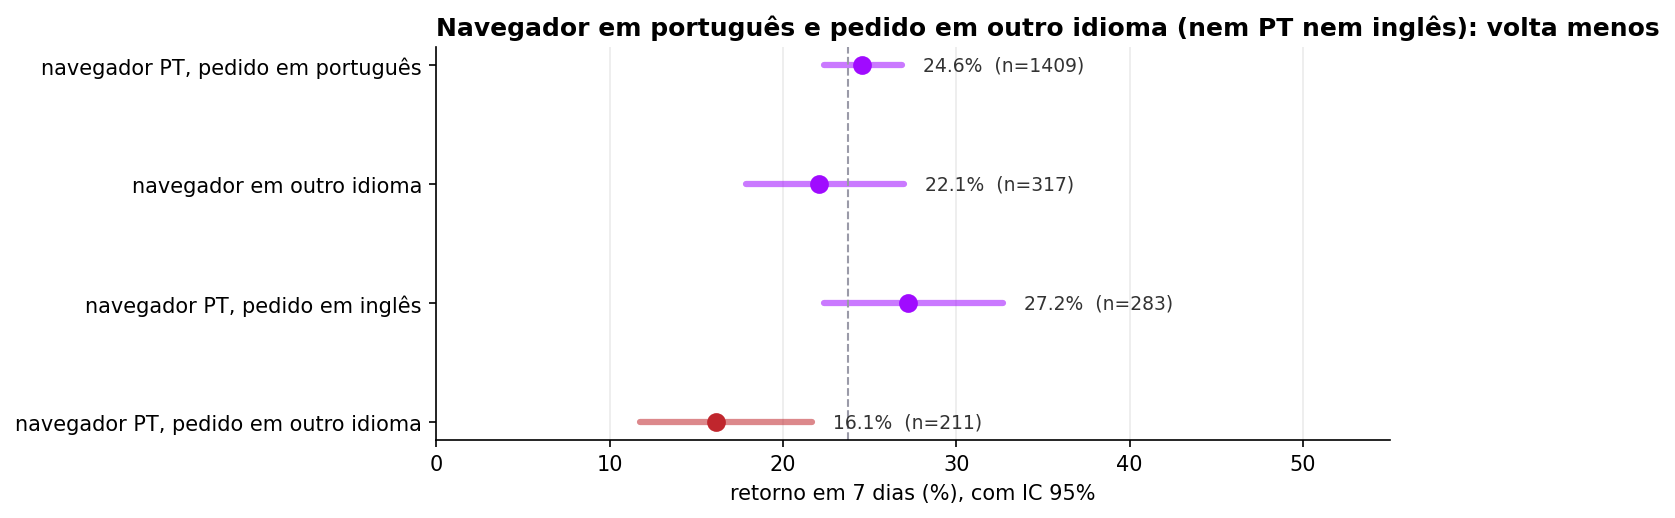 Navegador em português e pedido em outro idioma (nem PT nem inglês): volta menos
navegador PT, pedido em português
24.6%  (n=1409)
navegador em outro idioma
22.1%  (n=317)
navegador PT, pedido em inglês
27.2%  (n=283)
navegador PT, pedido em outro idioma
16.1%  (n=211)
0
10
20
30
40
50
retorno em 7 dias (%), com IC 95%